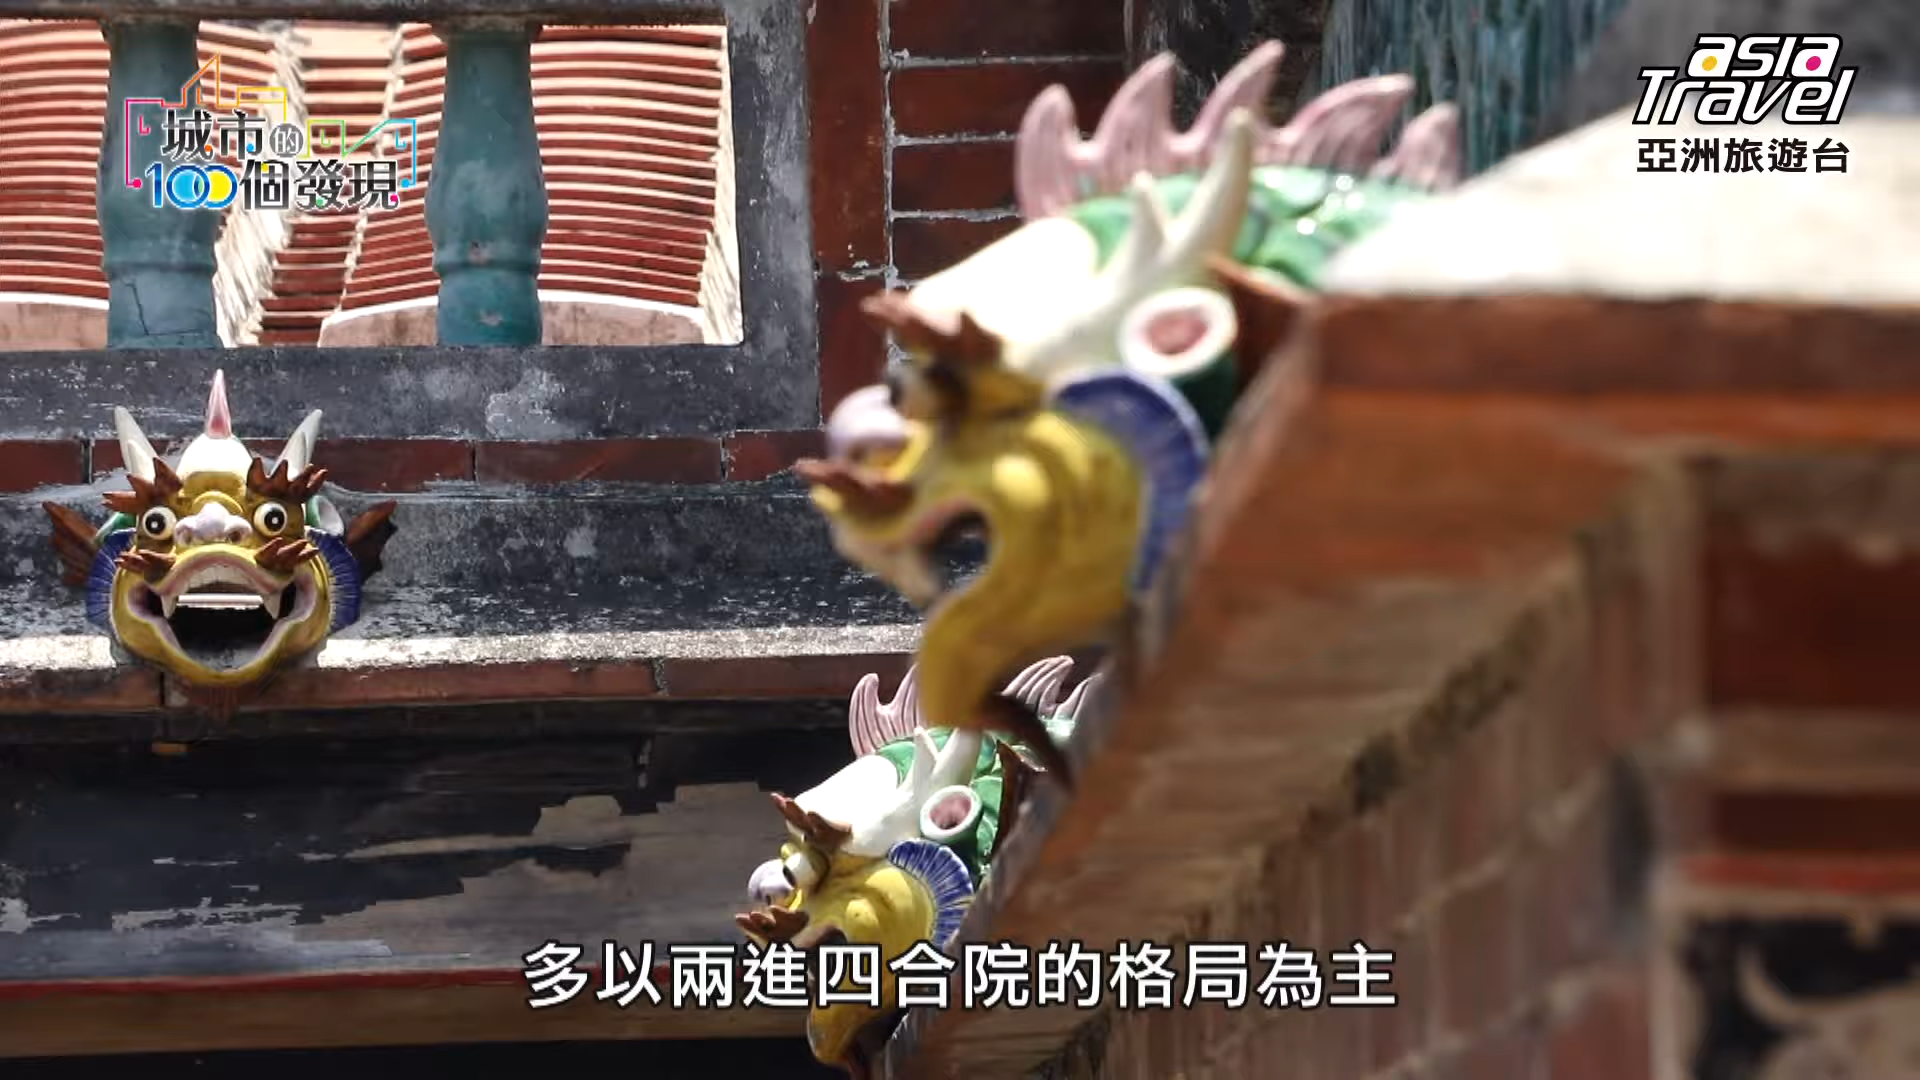 城市的
100個發現
asia
Travel
亞洲旅遊台
多以兩進四合院的格局為主